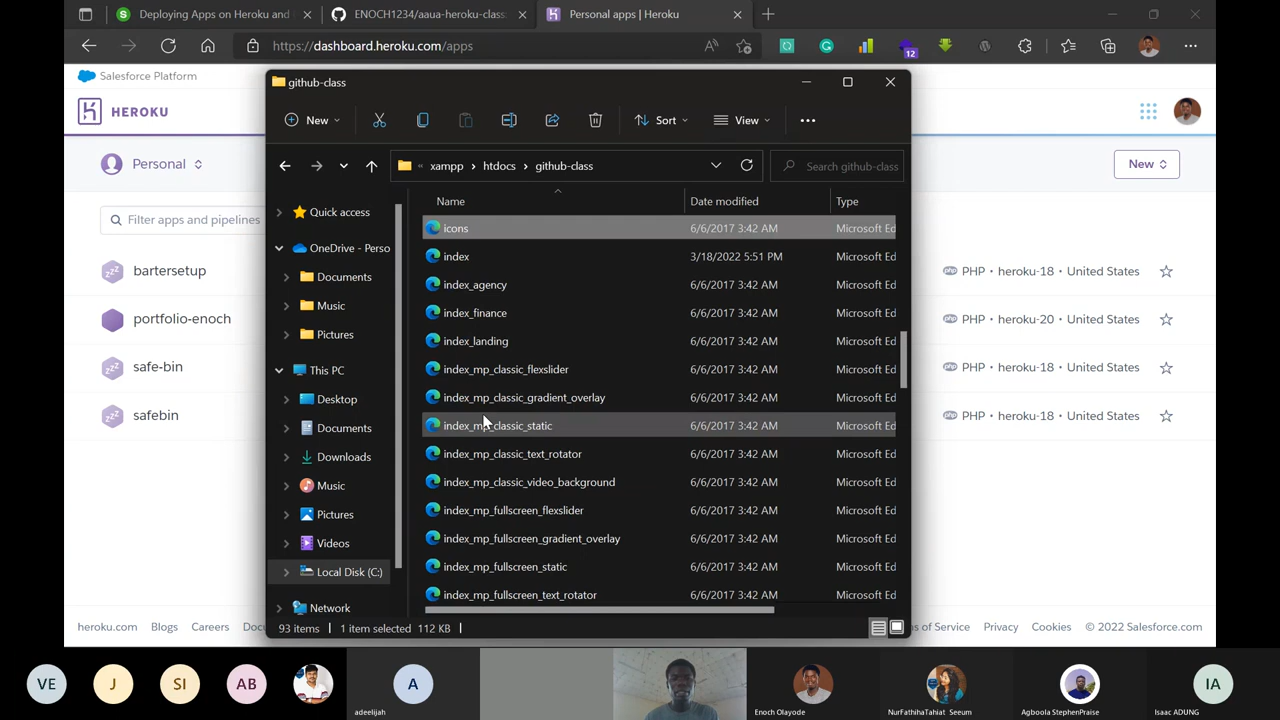 Deploying Apps on Heroku and
ENOCH1234/aaua-heroku-class
Personal apps | Heroku
https://dashboard.heroku.com/apps
12
Salesforce Platform
HEROKU
Personal
New
Filter apps and pipelines
bartersetup
PHP • heroku-18 • United States
portfolio-enoch
PHP • heroku-20 • United States
safe-bin
PHP • heroku-18 • United States
safebin
PHP • heroku-18 • United States
github-class
New
Sort
View
xampp > htdocs > github-class
Search github-class
Quick access
OneDrive - Perso
Documents
Music
Pictures
This PC
Desktop
Documents
Downloads
Music
Pictures
Videos
Local Disk (C:)
Network
Name Date modified Type
icons 6/6/2017 3:42 AM Microsoft Ed
index 3/18/2022 5:51 PM Microsoft Ed
index_agency 6/6/2017 3:42 AM Microsoft Ed
index_finance 6/6/2017 3:42 AM Microsoft Ed
index_landing 6/6/2017 3:42 AM Microsoft Ed
index_mp_classic_flexslider 6/6/2017 3:42 AM Microsoft Ed
index_mp_classic_gradient_overlay 6/6/2017 3:42 AM Microsoft Ed
index_mp_classic_static 6/6/2017 3:42 AM Microsoft Ed
index_mp_classic_text_rotator 6/6/2017 3:42 AM Microsoft Ed
index_mp_classic_video_background 6/6/2017 3:42 AM Microsoft Ed
index_mp_fullscreen_flexslider 6/6/2017 3:42 AM Microsoft Ed
index_mp_fullscreen_gradient_overlay 6/6/2017 3:42 AM Microsoft Ed
index_mp_fullscreen_static 6/6/2017 3:42 AM Microsoft Ed
index_mp_fullscreen_text_rotator 6/6/2017 3:42 AM Microsoft Ed
93 items 1 item selected 112 KB
heroku.com Blogs Careers Docu
s of Service Privacy Cookies © 2022 Salesforce.com
VE
J
SI
AB
A
adeelijah
Enoch Olayode
NurFathihaTahiat Seeum
Agboola StephenPraise
IA
Isaac ADUNG